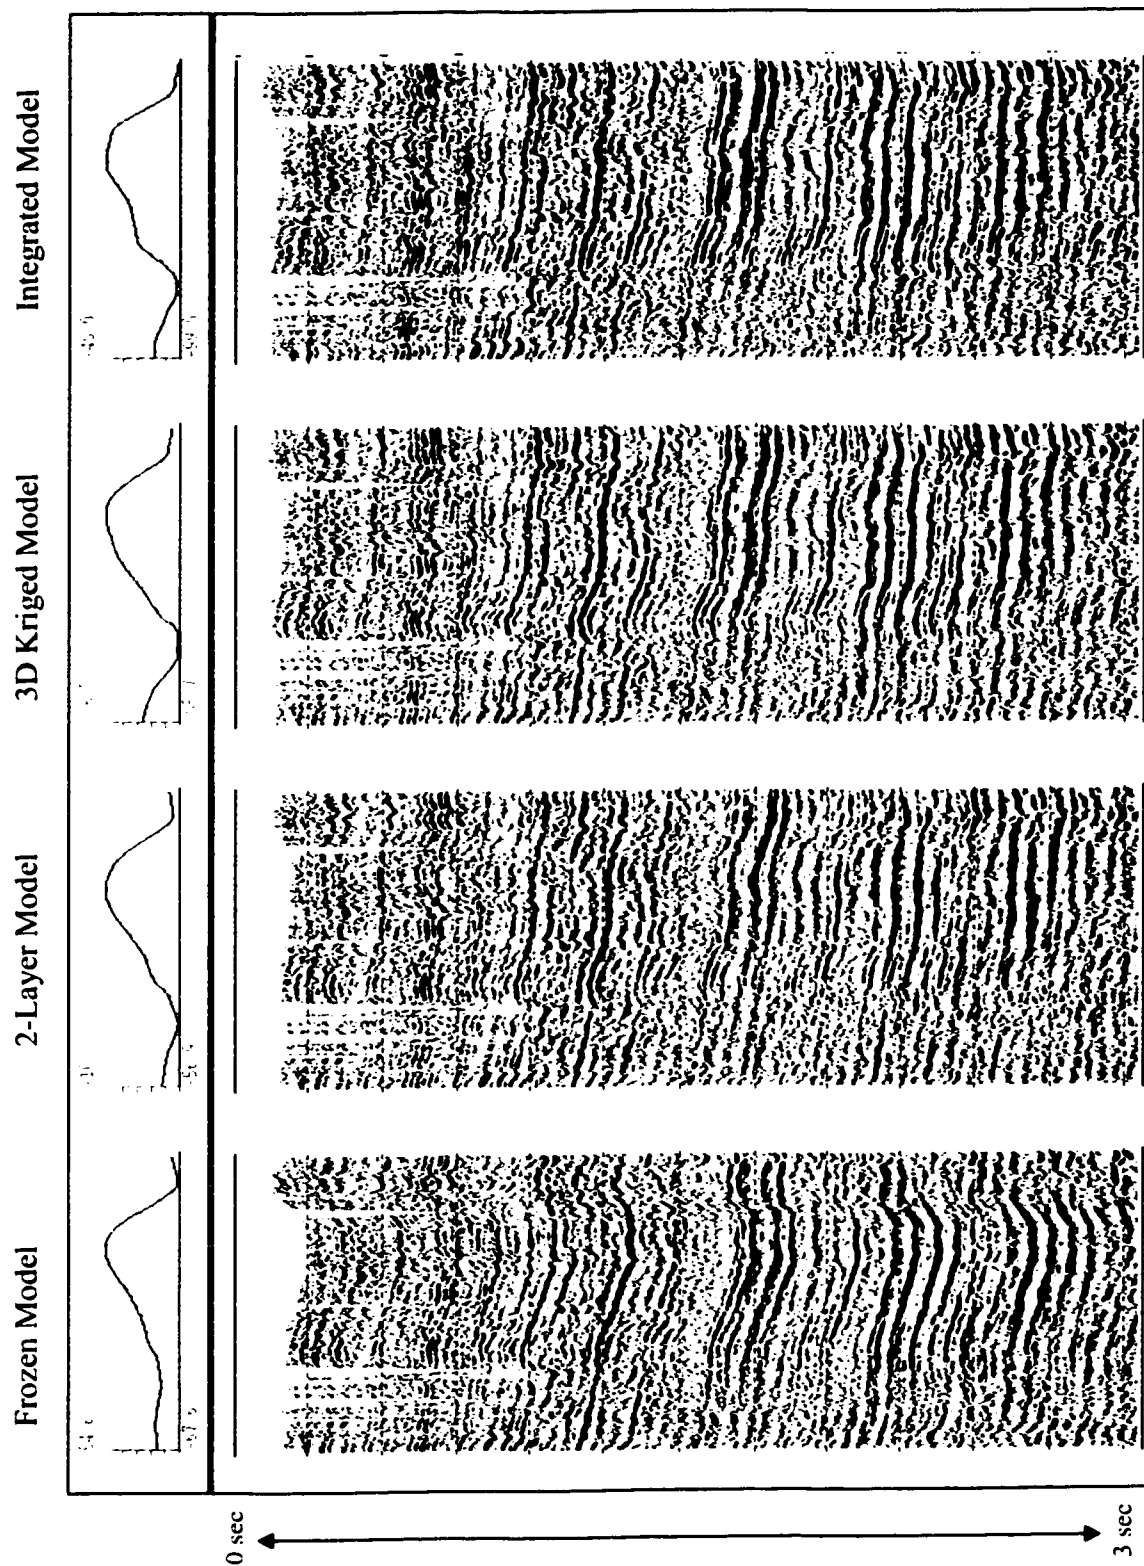 Frozen Model
2-Layer Model
3D Kriged Model
Integrated Model
0 sec
3 sec